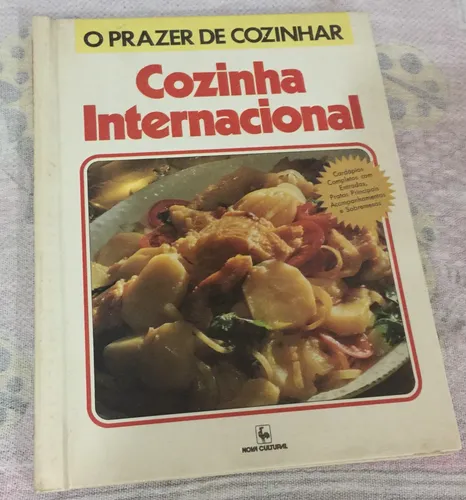 O PRAZER DE COZINHAR
Cozinha
Internacional
Cardápios
Completos com
Entradas,
Pratos Principais
Acompanhamentos
e Sobremesas
NOVA CULTURAL